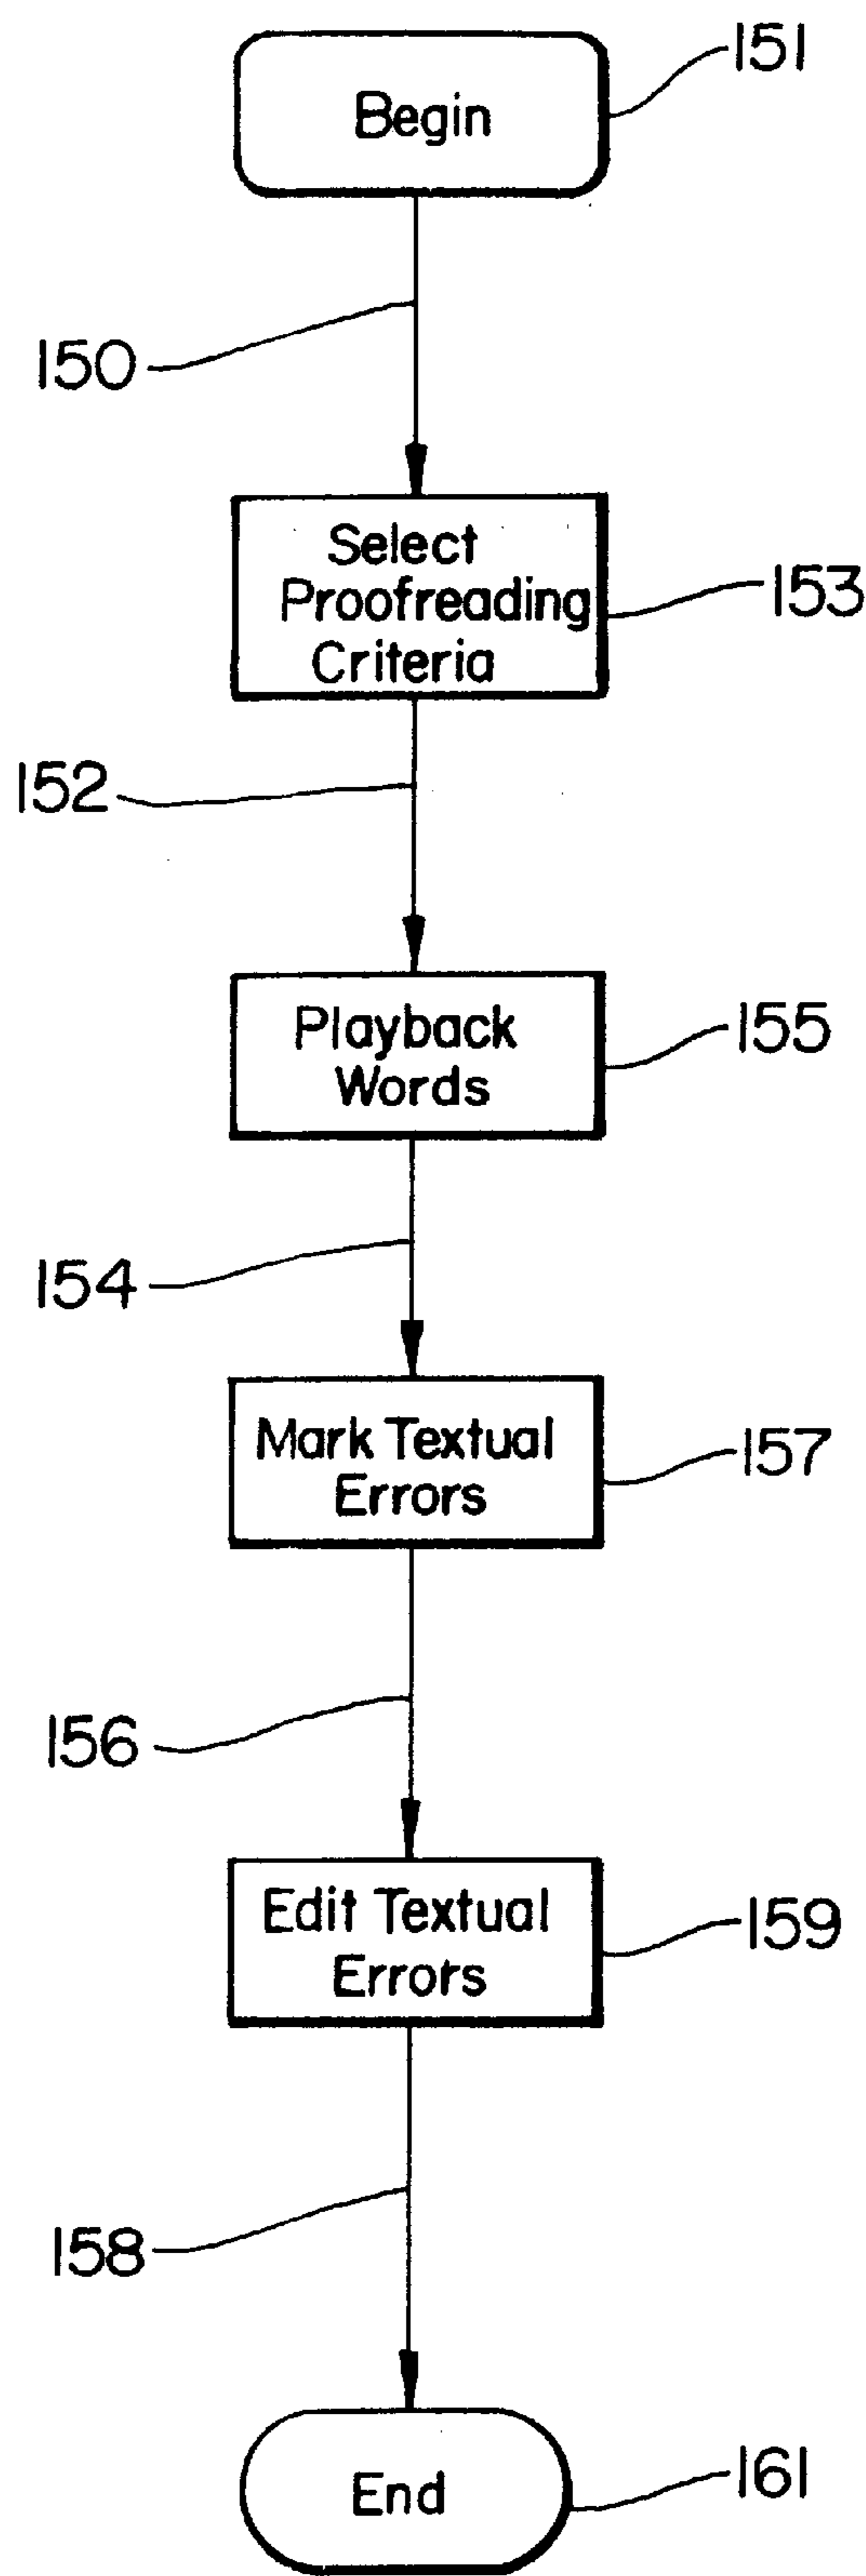 151
Begin
150
Select
Proofreading
Criteria
153
152
Playback
Words
155
154
Mark Textual
Errors
157
156
Edit Textual
Errors
159
158
End
161